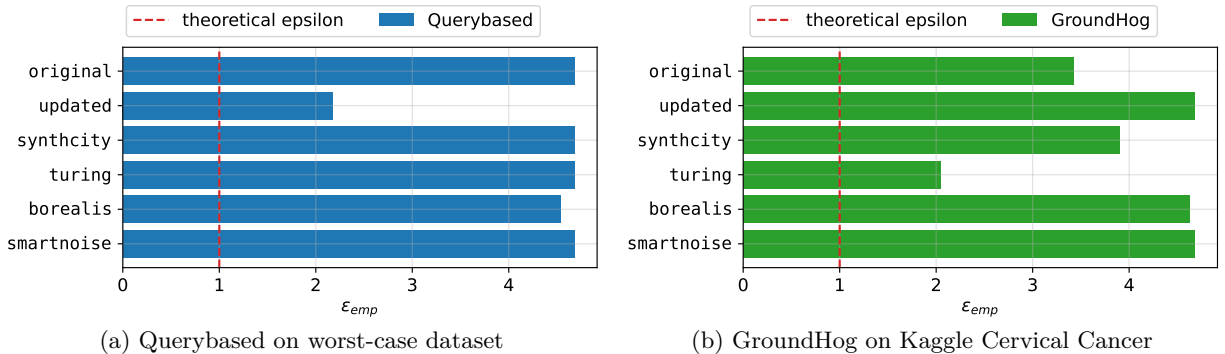 theoretical epsilon
Querybased
original
updated
synthcity
turing
borealis
smartnoise
0 1 2 3 4
ε_emp
(a) Querybased on worst-case dataset
theoretical epsilon
GroundHog
original
updated
synthcity
turing
borealis
smartnoise
0 1 2 3 4
ε_emp
(b) GroundHog on Kaggle Cervical Cancer